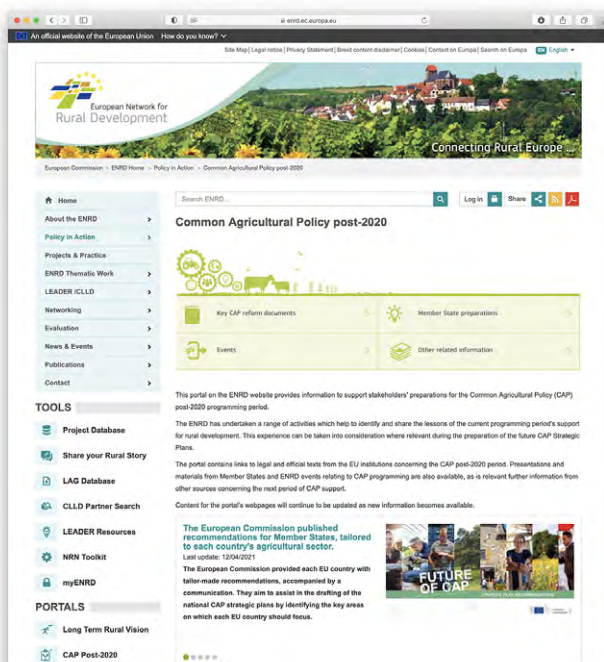 enrd.ec.europa.eu
An official website of the European Union How do you know?
Site Map | Legal notice | Privacy Statement | Brexit content disclaimer | Cookies | Contact on Europa | Search on Europa EN English
European Network for
Rural Development
Connecting Rural Europe ...
European Commission > ENRD Home > Policy in Action > Common Agricultural Policy post-2020
Home
Search ENRD...
Log in
Share
About the ENRD
Policy in Action
Projects & Practice
ENRD Thematic Work
LEADER /CLLD
Networking
Evaluation
News & Events
Publications
Contact
TOOLS
Project Database
Share your Rural Story
LAG Database
CLLD Partner Search
LEADER Resources
NRN Toolkit
myENRD
PORTALS
Long Term Rural Vision
CAP Post-2020
Common Agricultural Policy post-2020
Key CAP reform documents
Member State preparations
Events
Other related information
This portal on the ENRD website provides information to support stakeholders' preparations for the Common Agricultural Policy (CAP)
post-2020 programming period.
The ENRD has undertaken a range of activities which help to identify and share the lessons of the current programming period's support
for rural development. This experience can be taken into consideration where relevant during the preparation of the future CAP Strategic
Plans.
The portal contains links to legal and official texts from the EU institutions concerning the CAP post-2020 period. Presentations and
materials from Member States and ENRD events relating to CAP programming are also available, as is relevant further information from
other sources concerning the next period of CAP support.
Content for the portal's webpages will continue to be updated as new information becomes available.
The European Commission published
recommendations for Member States, tailored
to each country's agricultural sector.
Last update: 12/04/2021
The European Commission provided each EU country with
tailor-made recommendations, accompanied by a
communication. They aim to assist in the drafting of the
national CAP strategic plans by identifying the key areas
on which each EU country should focus.
FUTURE
OF CAP
STRATEGIC PLAN RECOMMENDATIONS